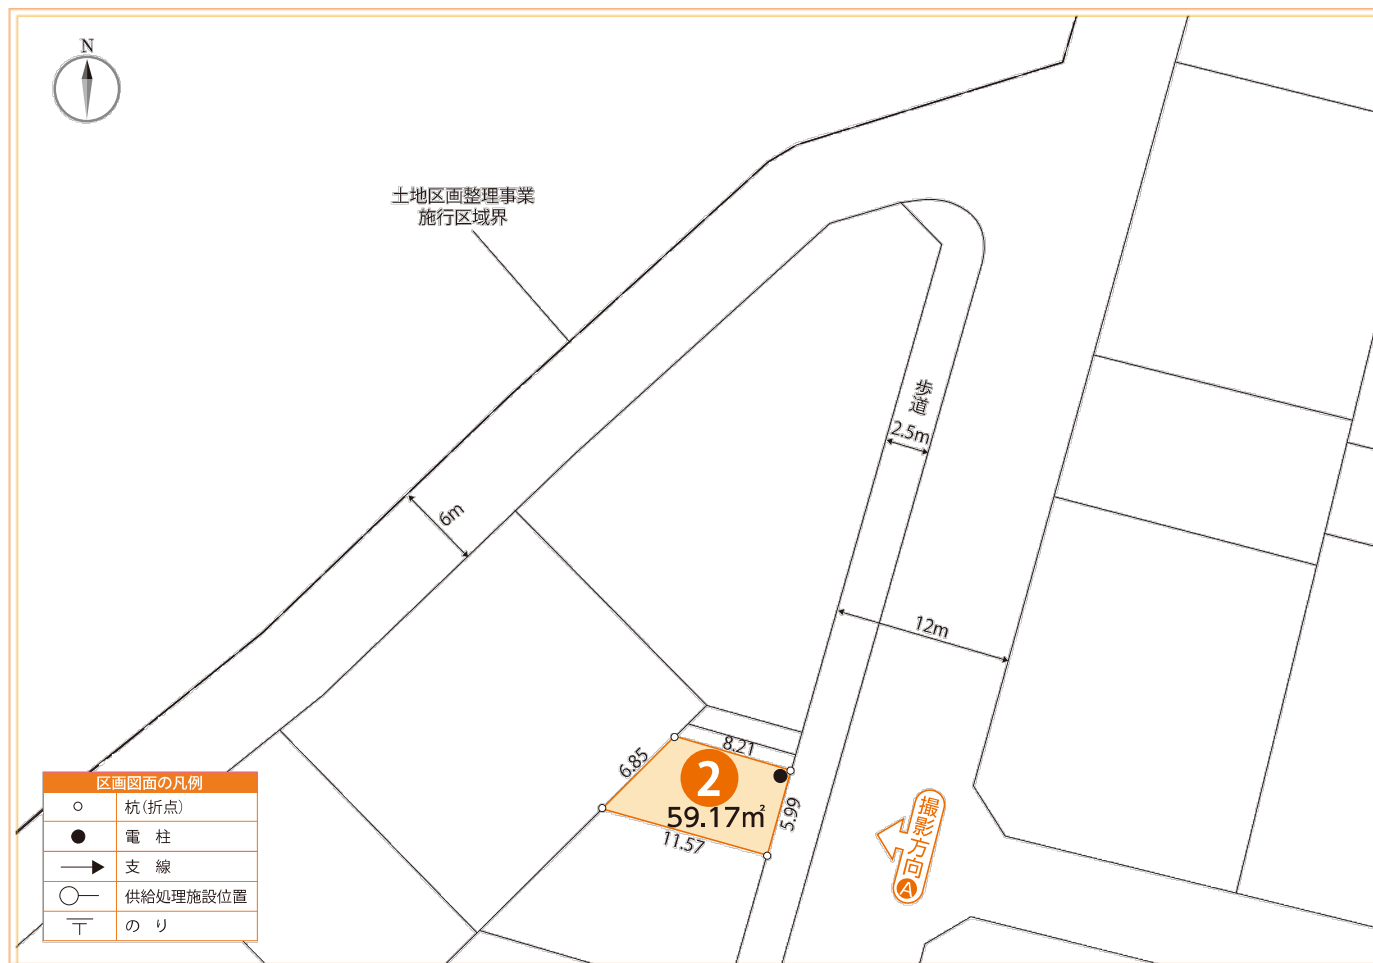 N
土地区画整理事業
施行区域界
歩道
2.5m
6m
12m
8.21
6.85
2
59.17㎡
5.99
11.57
撮影方向
A
区画図面の凡例
杭(折点)
電 柱
支 線
供給処理施設位置
の り